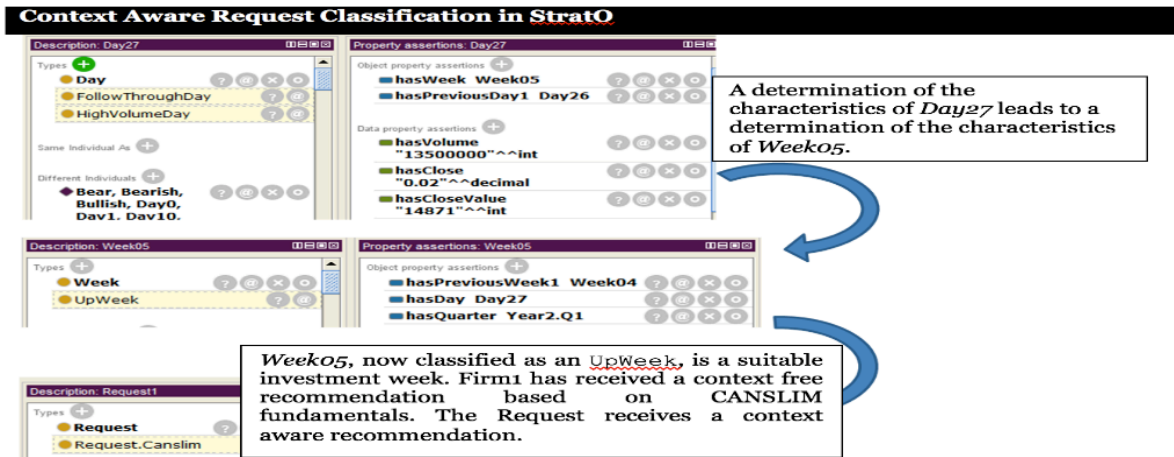 Context Aware Request Classification in StratO
Description: Day27
Types
Day
FollowThroughDay
HighVolumeDay
Same Individual As
Different Individuals
Bear, Bearish,
Bullish, Day0,
Day1, Day10,
Property assertions: Day27
Object property assertions
hasWeek Week05
hasPreviousDay1 Day26
Data property assertions
hasVolume
"13500000"^^int
hasClose
"0.02"^^decimal
hasCloseValue
"14871"^^int
A determination of the
characteristics of Day27 leads to a
determination of the characteristics
of Week05.
Description: Week05
Types
Week
UpWeek
Property assertions: Week05
Object property assertions
hasPreviousWeek1 Week04
hasDay Day27
hasQuarter Year2.Q1
Week05, now classified as an UpWeek, is a suitable
investment week. Firm1 has received a context free
recommendation based on CANSLIM
fundamentals. The Request receives a context
aware recommendation.
Description: Request1
Types
Request
Request.Canslim